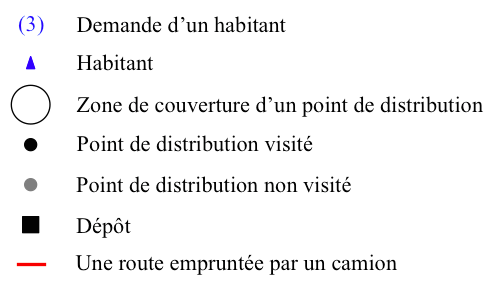 (3) Demande d'un habitant
Habitant
Zone de couverture d'un point de distribution
Point de distribution visité
Point de distribution non visité
Dépôt
Une route empruntée par un camion